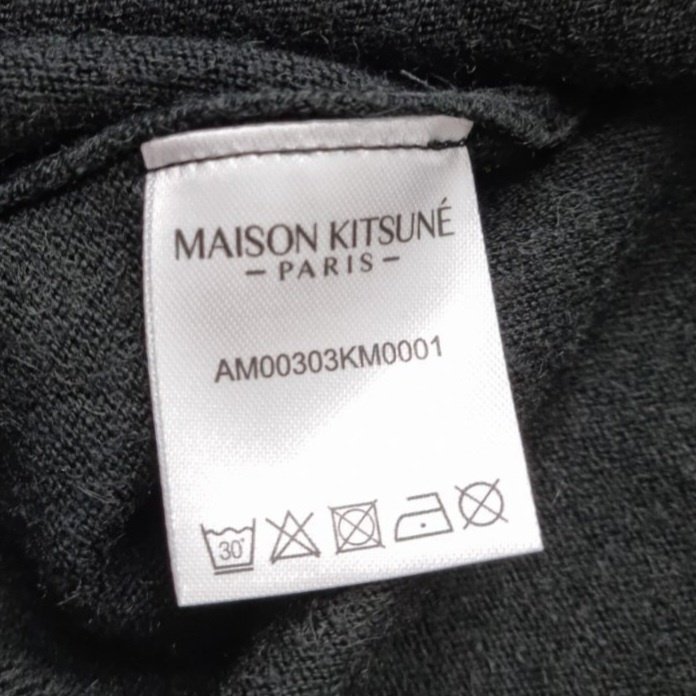 MAISON KITSUNÉ
– PARIS –
AM00303KM0001
30°